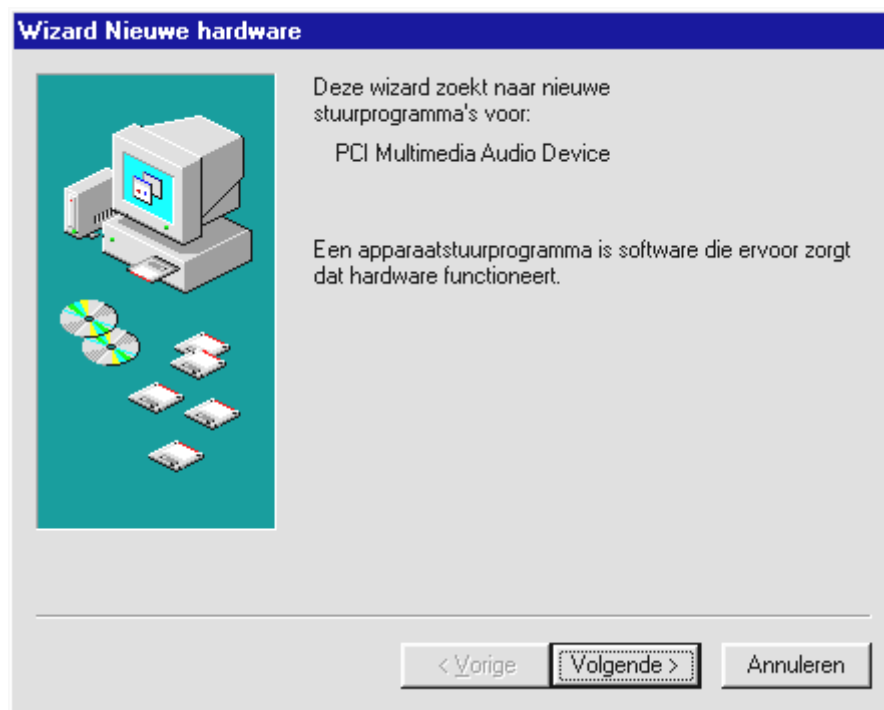 Wizard Nieuwe hardware
Deze wizard zoekt naar nieuwe
stuurprogramma's voor:
PCI Multimedia Audio Device
Een apparaatstuurprogramma is software die ervoor zorgt
dat hardware functioneert.
< Vorige
Volgende >
Annuleren